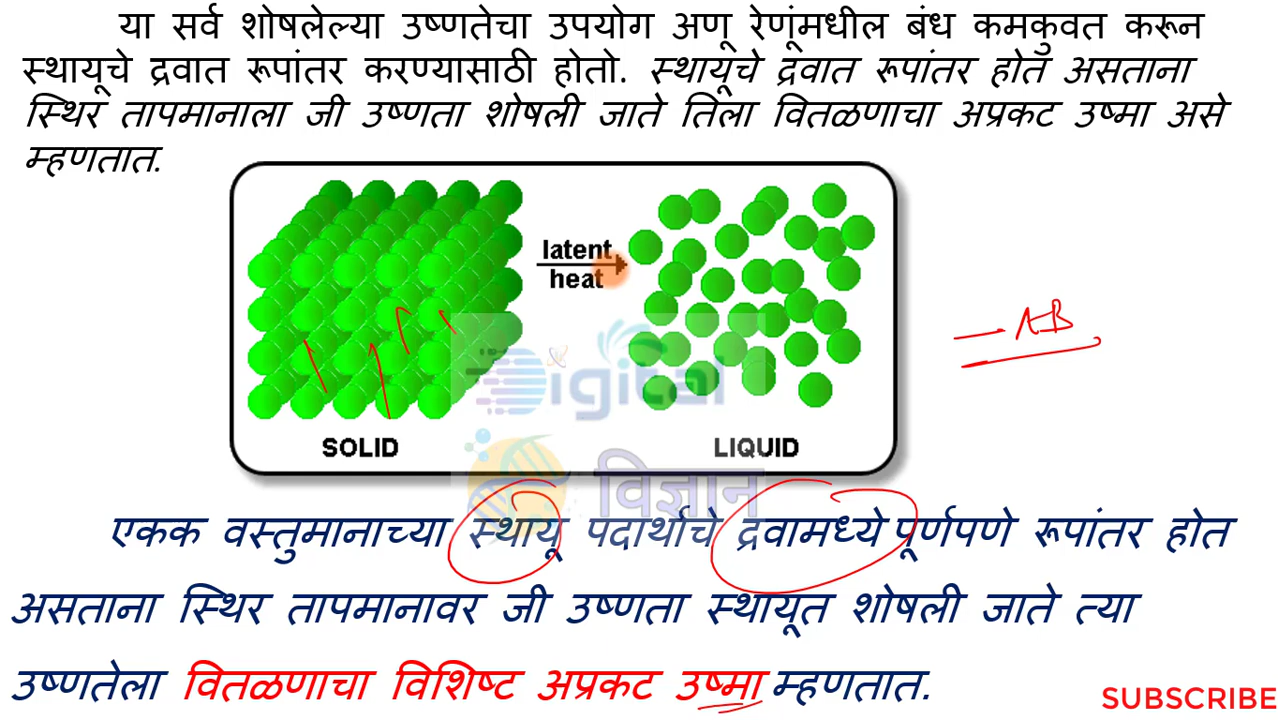 या सर्व शोषलेल्या उष्णतेचा उपयोग अणू रेणूंमधील बंध कमकुवत करून
स्थायूचे द्रवात रूपांतर करण्यासाठी होतो. स्थायूचे द्रवात रूपांतर होत असताना
स्थिर तापमानाला जी उष्णता शोषली जाते तिला वितळणाचा अप्रकट उष्मा असे
म्हणतात.
latent
heat
AB
Digital
SOLID
LIQUID
विज्ञान
एकक वस्तुमानाच्या स्थायू पदार्थाचे द्रवामध्ये पूर्णपणे रूपांतर होत
असताना स्थिर तापमानावर जी उष्णता स्थायूत शोषली जाते त्या
उष्णतेला वितळणाचा विशिष्ट अप्रकट उष्मा म्हणतात.
SUBSCRIBE